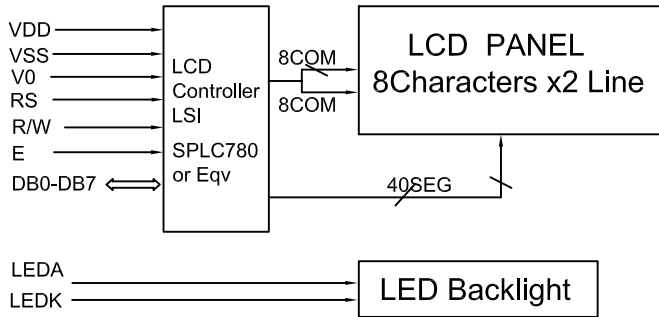 VDD
VSS
V0
RS
R/W
E
DB0-DB7
LCD
Controller
LSI
SPLC780
or Eqv
8COM
8COM
LCD PANEL
8Characters x2 Line
40SEG
LEDA
LEDK
LED Backlight